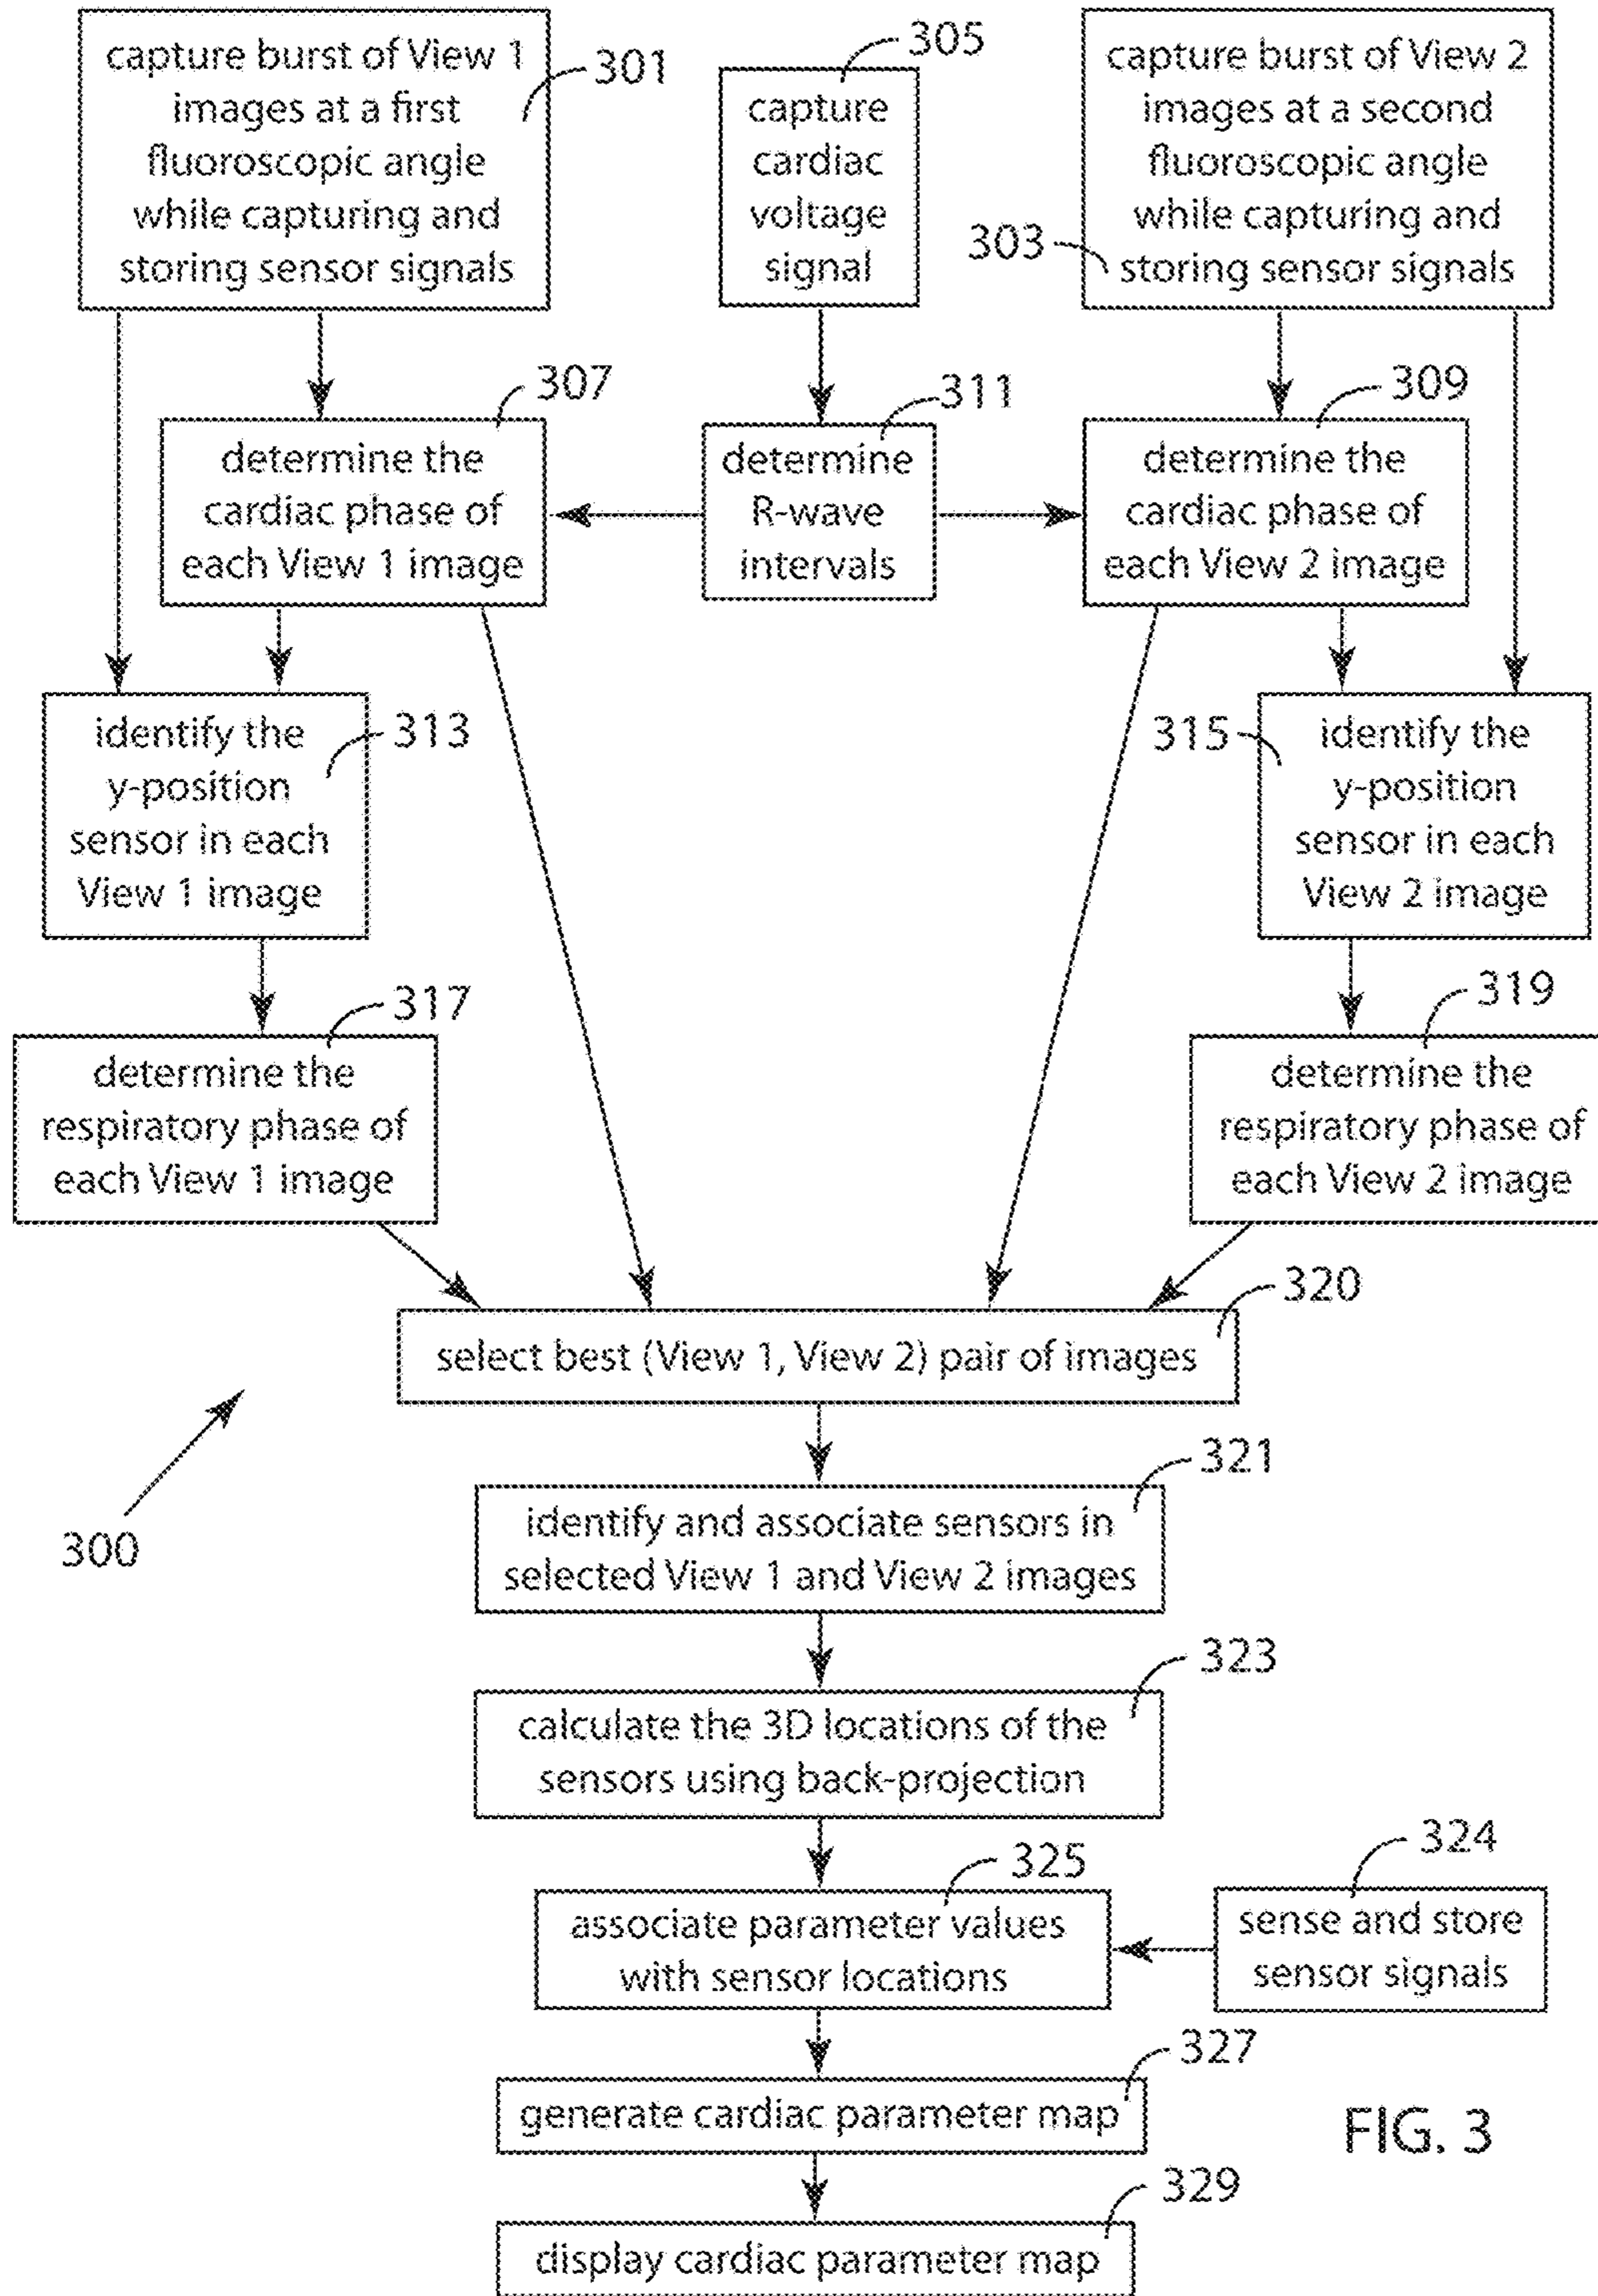 capture burst of View 1
images at a first
fluoroscopic angle
while capturing and
storing sensor signals
301
305
capture
cardiac
voltage
signal
capture burst of View 2
images at a second
fluoroscopic angle
while capturing and
storing sensor signals
303
307
determine the
cardiac phase of
each View 1 image
311
determine
R-wave
intervals
309
determine the
cardiac phase of
each View 2 image
identify the
y-position
sensor in each
View 1 image
313
315
identify the
y-position
sensor in each
View 2 image
317
determine the
respiratory phase of
each View 1 image
319
determine the
respiratory phase of
each View 2 image
320
select best (View 1, View 2) pair of images
300
321
identify and associate sensors in
selected View 1 and View 2 images
323
calculate the 3D locations of the
sensors using back-projection
325
associate parameter values
with sensor locations
324
sense and store
sensor signals
327
generate cardiac parameter map
FIG. 3
329
display cardiac parameter map